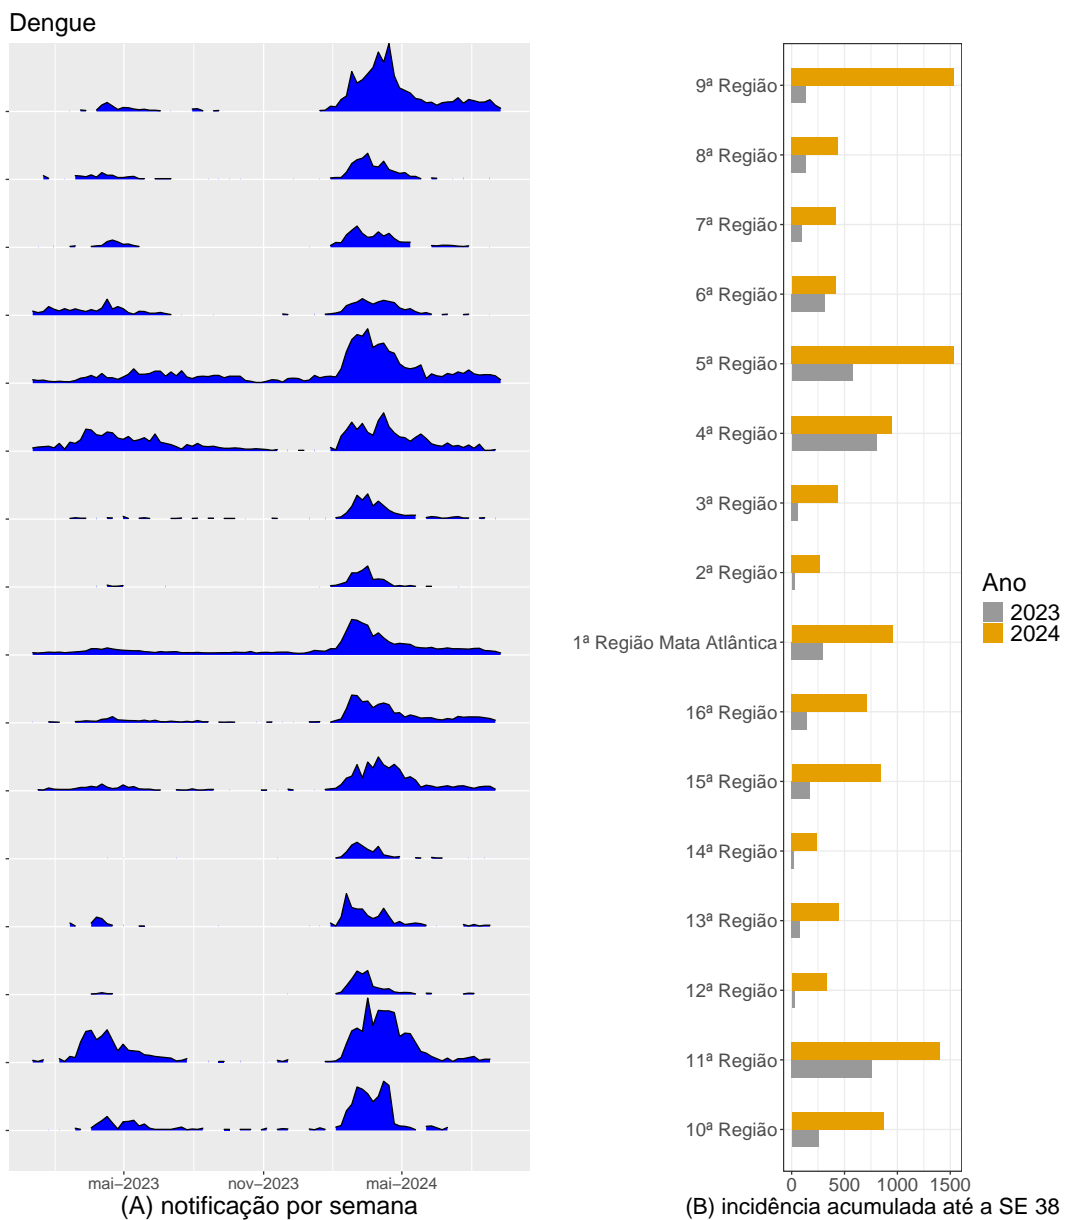 Dengue
9ª Região
8ª Região
7ª Região
6ª Região
5ª Região
4ª Região
3ª Região
2ª Região
1ª Região Mata Atlântica
16ª Região
15ª Região
14ª Região
13ª Região
12ª Região
11ª Região
10ª Região
Ano
2023
2024
mai–2023 nov–2023 mai–2024
(A) notificação por semana
0 500 1000 1500
(B) incidência acumulada até a SE 38